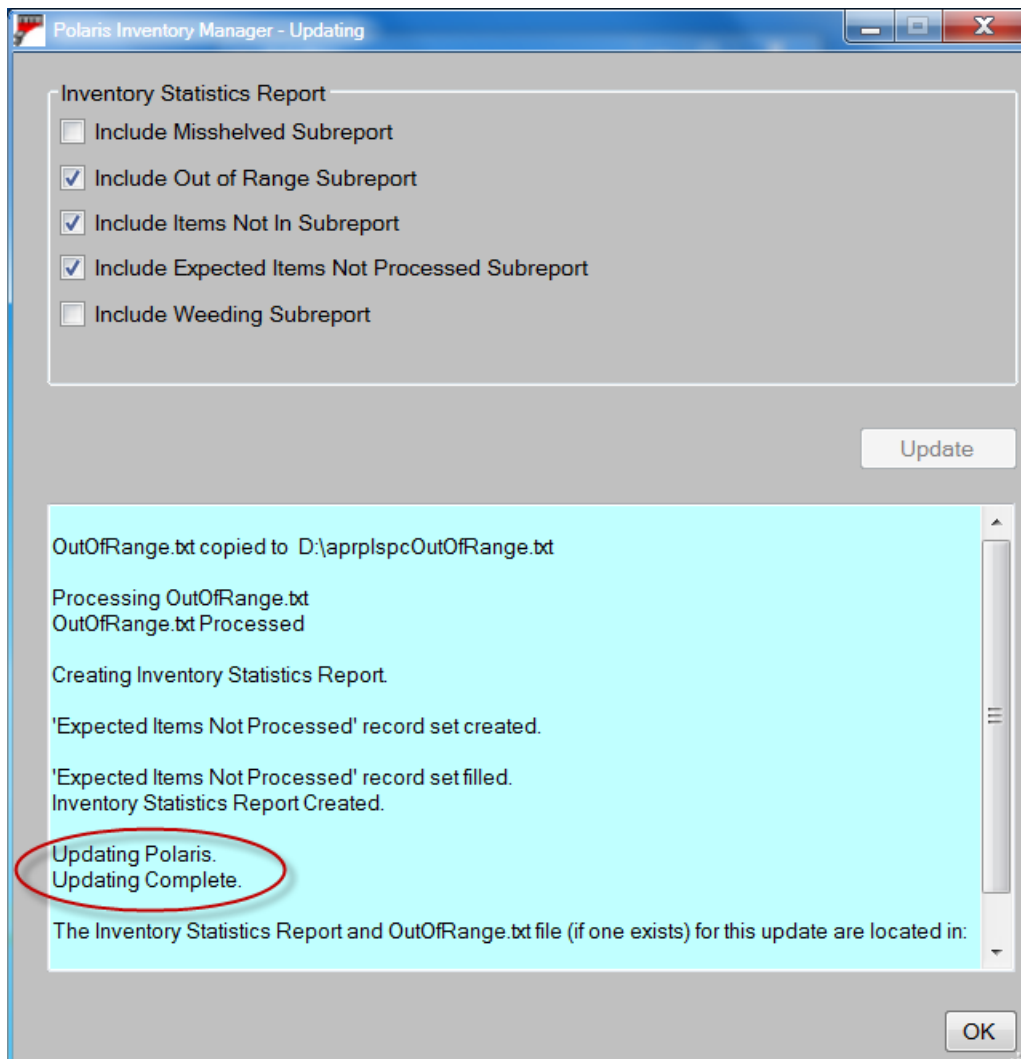 Polaris Inventory Manager - Updating
Inventory Statistics Report
Include Misshelved Subreport
Include Out of Range Subreport
Include Items Not In Subreport
Include Expected Items Not Processed Subreport
Include Weeding Subreport
Update
OutOfRange.txt copied to D:\aprplspcOutOfRange.txt
Processing OutOfRange.txt
OutOfRange.txt Processed
Creating Inventory Statistics Report.
'Expected Items Not Processed' record set created.
'Expected Items Not Processed' record set filled.
Inventory Statistics Report Created.
Updating Polaris.
Updating Complete.
The Inventory Statistics Report and OutOfRange.txt file (if one exists) for this update are located in:
OK